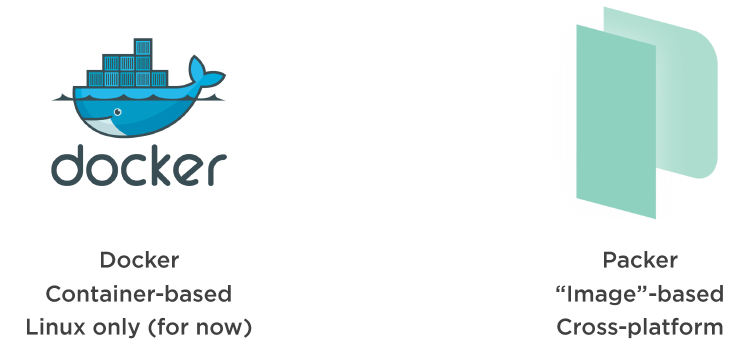 docker
Docker
Container-based
Linux only (for now)
Packer
“Image”-based
Cross-platform